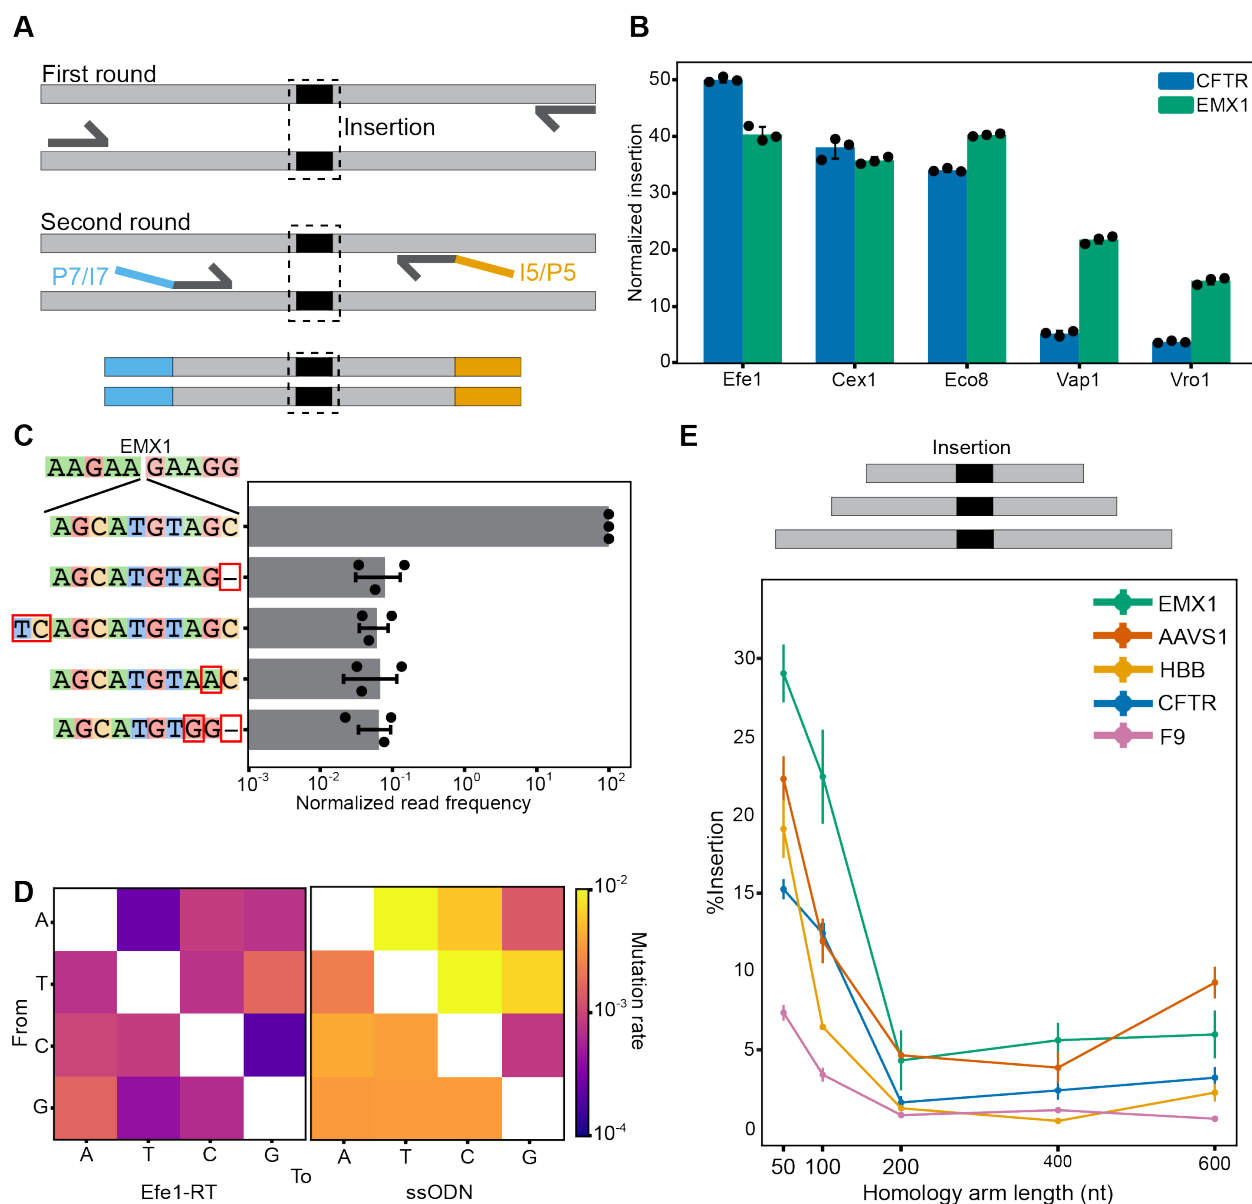 A
First round
Insertion
Second round
P7/I7
I5/P5
B
Normalized insertion
50
40
30
20
10
0
CFTR
EMX1
Efe1
Cex1
Eco8
Vap1
Vro1
C
EMX1
AAGAA GAAGG
AGCATGTAGC
AGCATGTAG–
TCAGCATGTAGC
AGCATGTAAC
AGCATGTGG–
10⁻³ 10⁻² 10⁻¹ 10⁰ 10¹ 10²
Normalized read frequency
D
From
A
T
C
G
A T C G
To
A T C G
Efe1-RT
ssODN
10⁻²
10⁻³
10⁻⁴
Mutation rate
E
Insertion
EMX1
AAVS1
HBB
CFTR
F9
%Insertion
30
25
20
15
10
5
0
50 100 200 400 600
Homology arm length (nt)